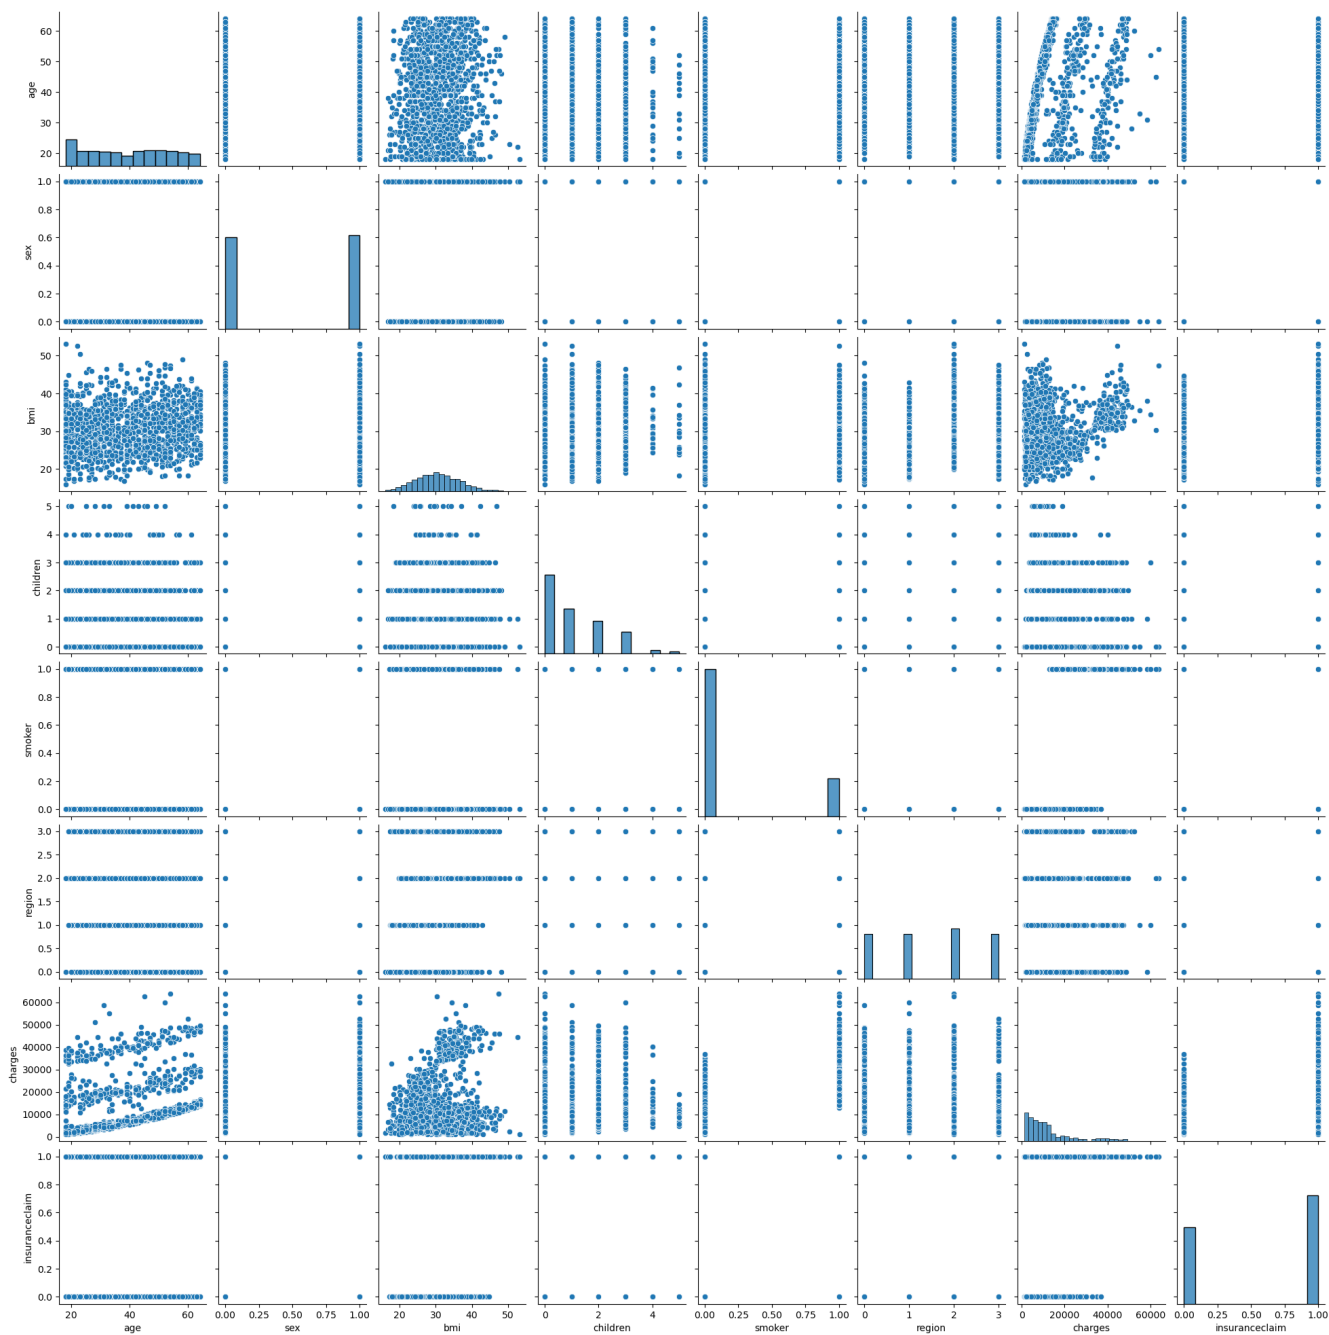 60
50
40
30
20
age
1.0
0.8
0.6
0.4
0.2
0.0
sex
50
40
30
20
bmi
5
4
3
2
1
0
children
1.0
0.8
0.6
0.4
0.2
0.0
smoker
3.0
2.5
2.0
1.5
1.0
0.5
0.0
region
60000
50000
40000
30000
20000
10000
0
charges
1.0
0.8
0.6
0.4
0.2
0.0
insuranceclaim
20 40 60
age
0.00 0.25 0.50 0.75 1.00
sex
20 30 40 50
bmi
0 2 4
children
0.00 0.25 0.50 0.75 1.00
smoker
0 1 2 3
region
0 20000 40000 60000
charges
0.00 0.25 0.50 0.75 1.00
insuranceclaim